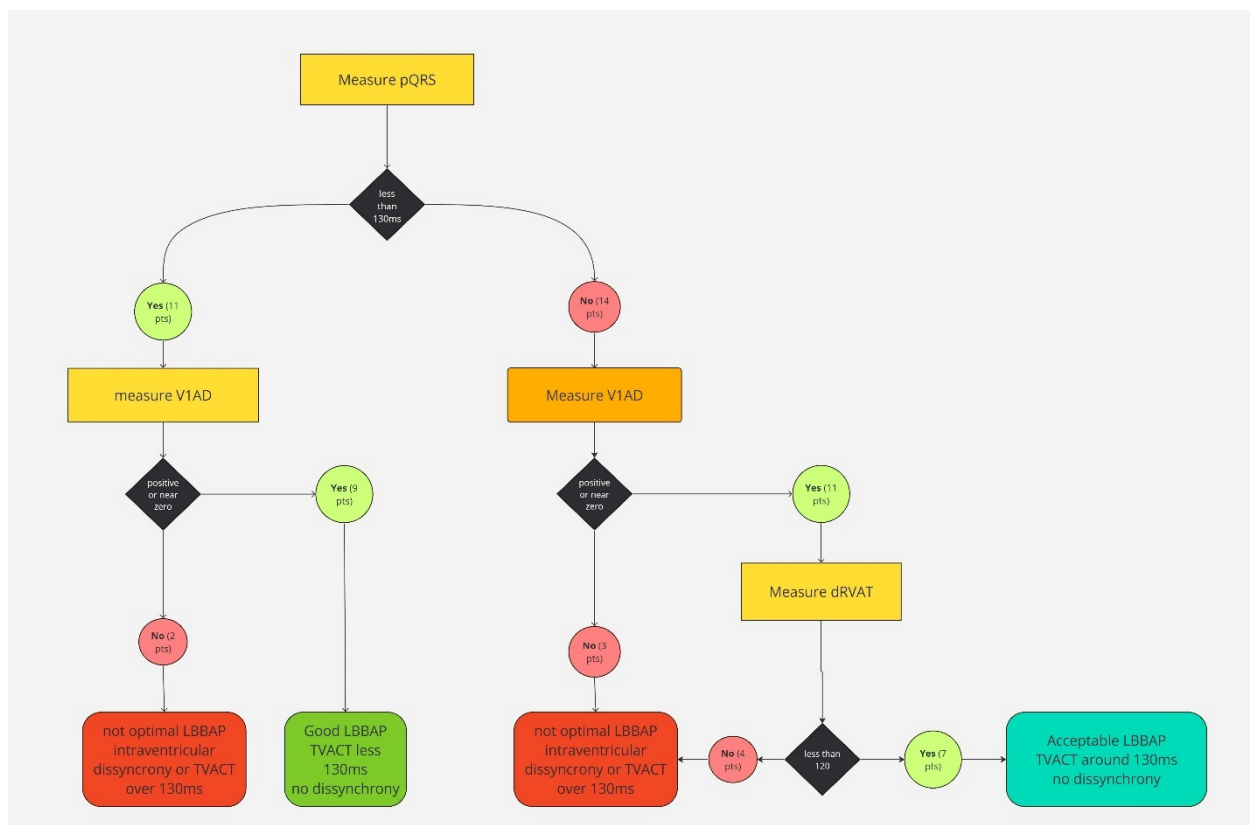 Measure pQRS
less
than
130ms
Yes (11
pts)
No (14
pts)
measure V1AD
Measure V1AD
positive
or near
zero
Yes (9
pts)
positive
or near
zero
Yes (11
pts)
Measure dRVAT
No (2
pts)
No (3
pts)
not optimal LBBAP
intraventricular
dissyncrony or TVACT
over 130ms
Good LBBAP
TVACT less
130ms
no dissynchrony
not optimal LBBAP
intraventricular
dissyncrony or TVACT
over 130ms
No (4
pts)
less than
120
Yes (7
pts)
Acceptable LBBAP
TVACT around 130ms
no dissynchrony